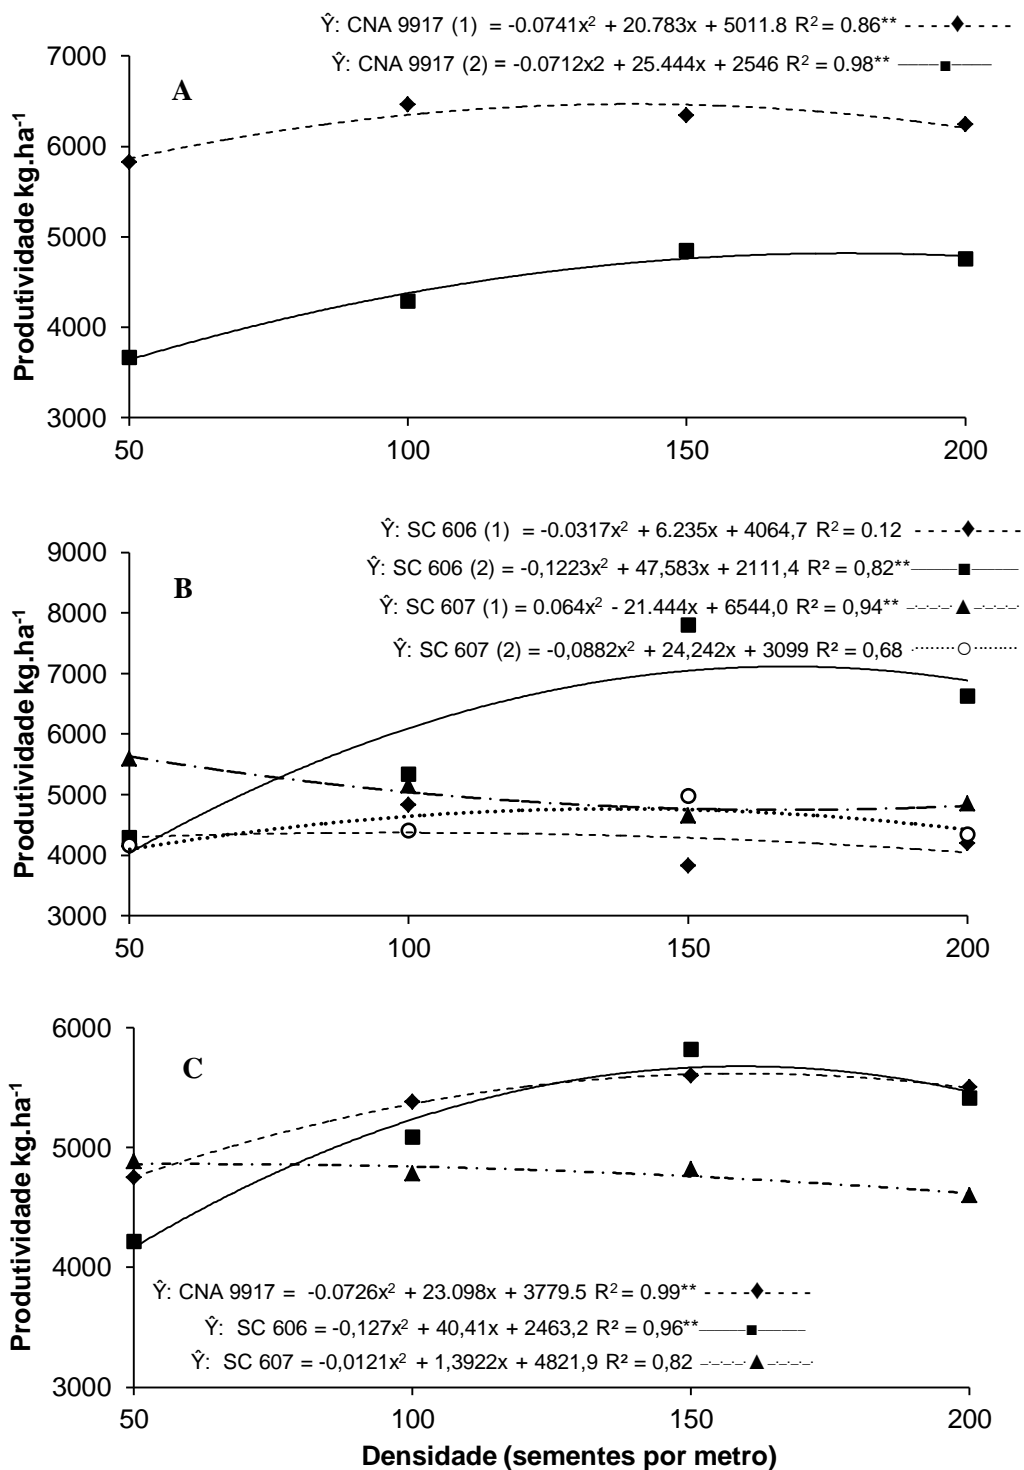 Ŷ: CNA 9917 (1) = -0.0741x² + 20.783x + 5011.8 R² = 0.86**
Ŷ: CNA 9917 (2) = -0.0712x2 + 25.444x + 2546 R² = 0.98**
A
Produtividade kg.ha⁻¹
7000
6000
5000
4000
3000
50 100 150 200
Ŷ: SC 606 (1) = -0.0317x² + 6.235x + 4064,7 R² = 0.12
Ŷ: SC 606 (2) = -0,1223x² + 47,583x + 2111,4 R² = 0,82**
Ŷ: SC 607 (1) = 0.064x² - 21.444x + 6544,0 R² = 0,94**
Ŷ: SC 607 (2) = -0,0882x² + 24,242x + 3099 R² = 0,68
B
Produtividade kg.ha⁻¹
9000
8000
7000
6000
5000
4000
3000
50 100 150 200
C
Produtividade kg.ha⁻¹
6000
5000
4000
3000
Ŷ: CNA 9917 = -0.0726x² + 23.098x + 3779.5 R² = 0.99**
Ŷ: SC 606 = -0,127x² + 40,41x + 2463,2 R² = 0,96**
Ŷ: SC 607 = -0,0121x² + 1,3922x + 4821,9 R² = 0,82
50 100 150 200
Densidade (sementes por metro)